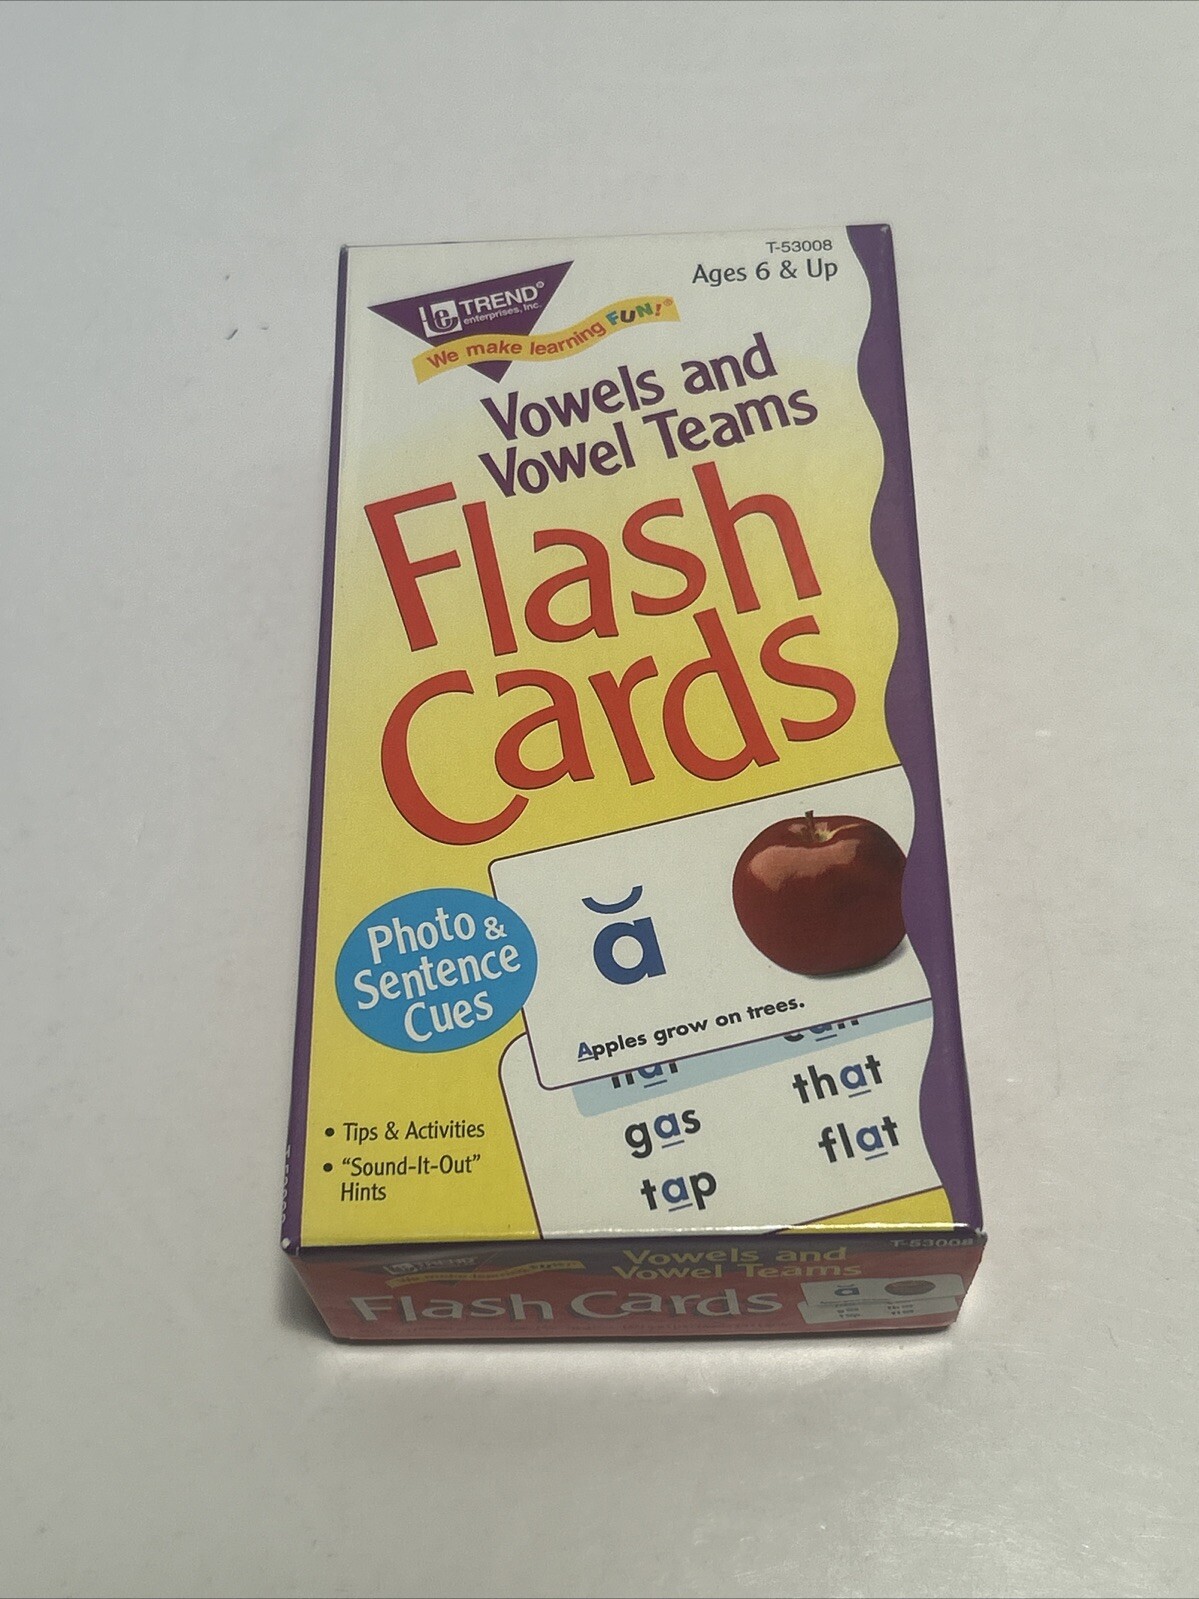 T-53008
Ages 6 & Up
TREND®
enterprises, Inc.
We make learning FUN!®
Vowels and
Vowel Teams
Flash
Cards
ă
Apples grow on trees.
Photo &
Sentence
Cues
that
gas
flat
tap
• Tips & Activities
• “Sound-It-Out”
Hints
T-53008
Vowels and
Vowel Teams
Flash Cards
ă